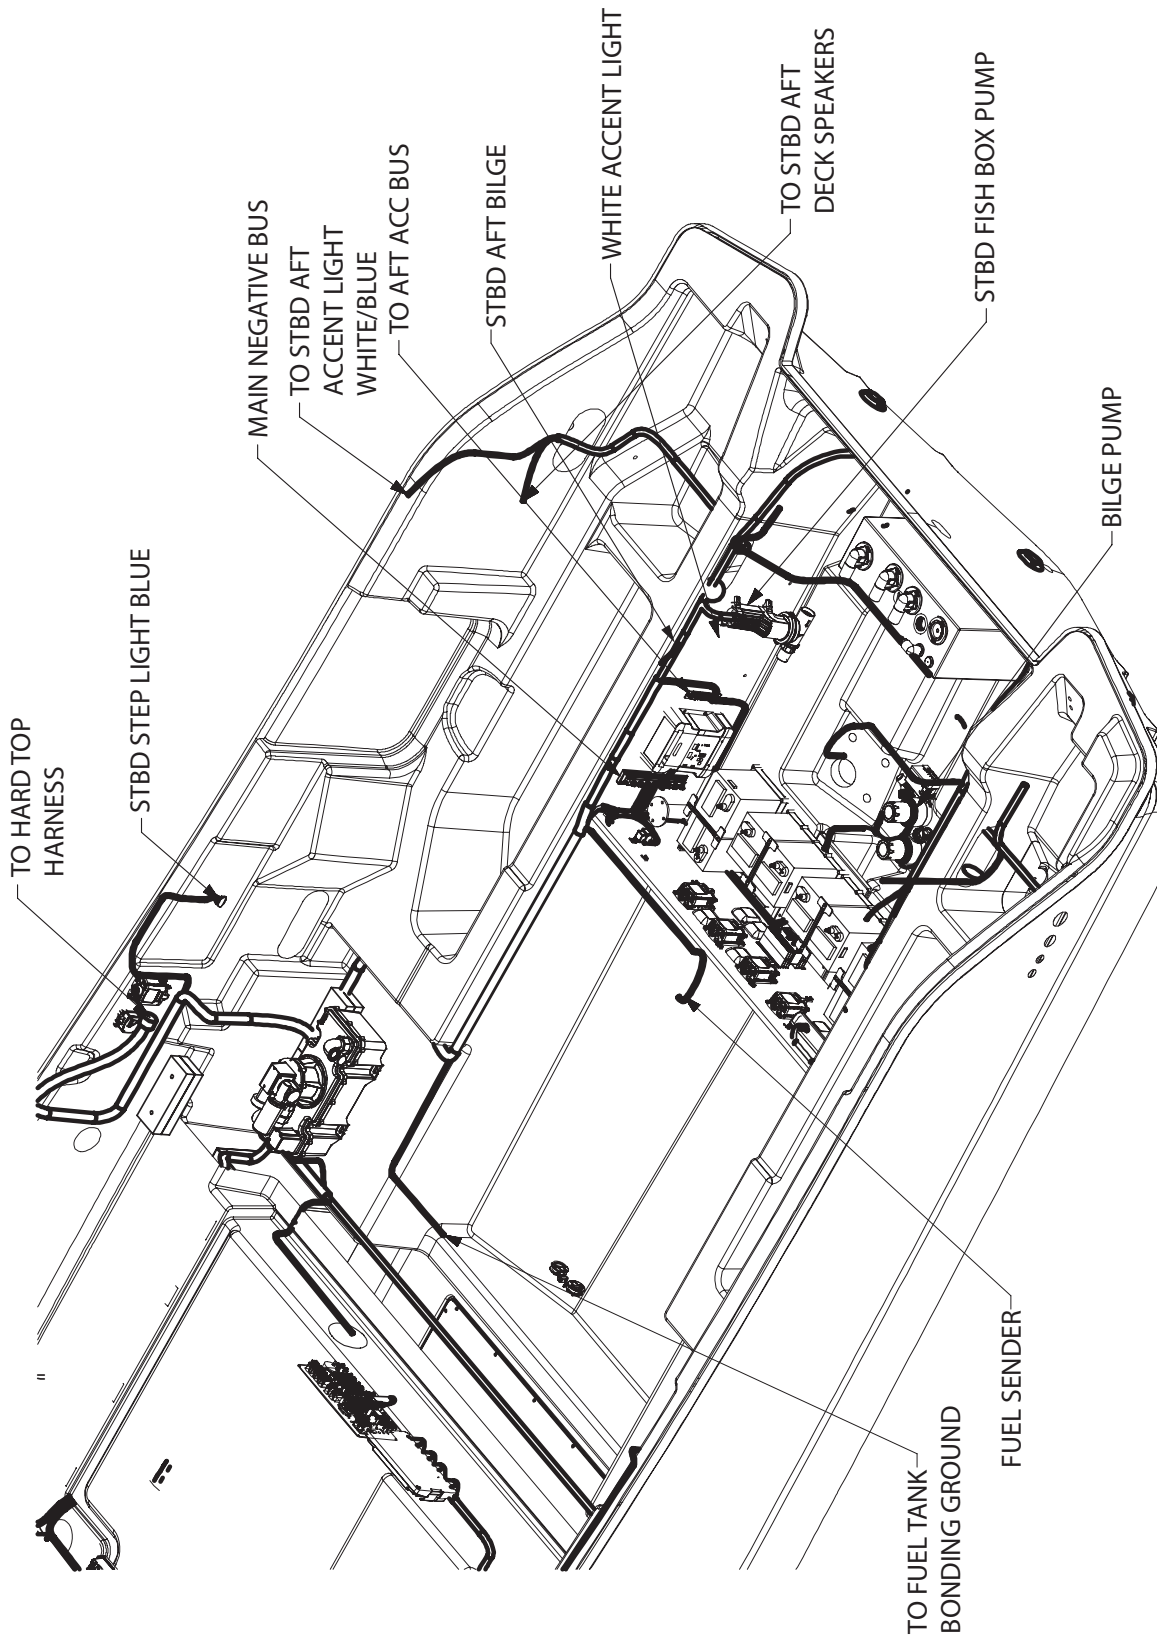 TO HARD TOP
HARNESS
STBD STEP LIGHT BLUE
MAIN NEGATIVE BUS
TO STBD AFT
ACCENT LIGHT
WHITE/BLUE
TO AFT ACC BUS
STBD AFT BILGE
WHITE ACCENT LIGHT
TO STBD AFT
DECK SPEAKERS
STBD FISH BOX PUMP
BILGE PUMP
FUEL SENDER
TO FUEL TANK
BONDING GROUND
"